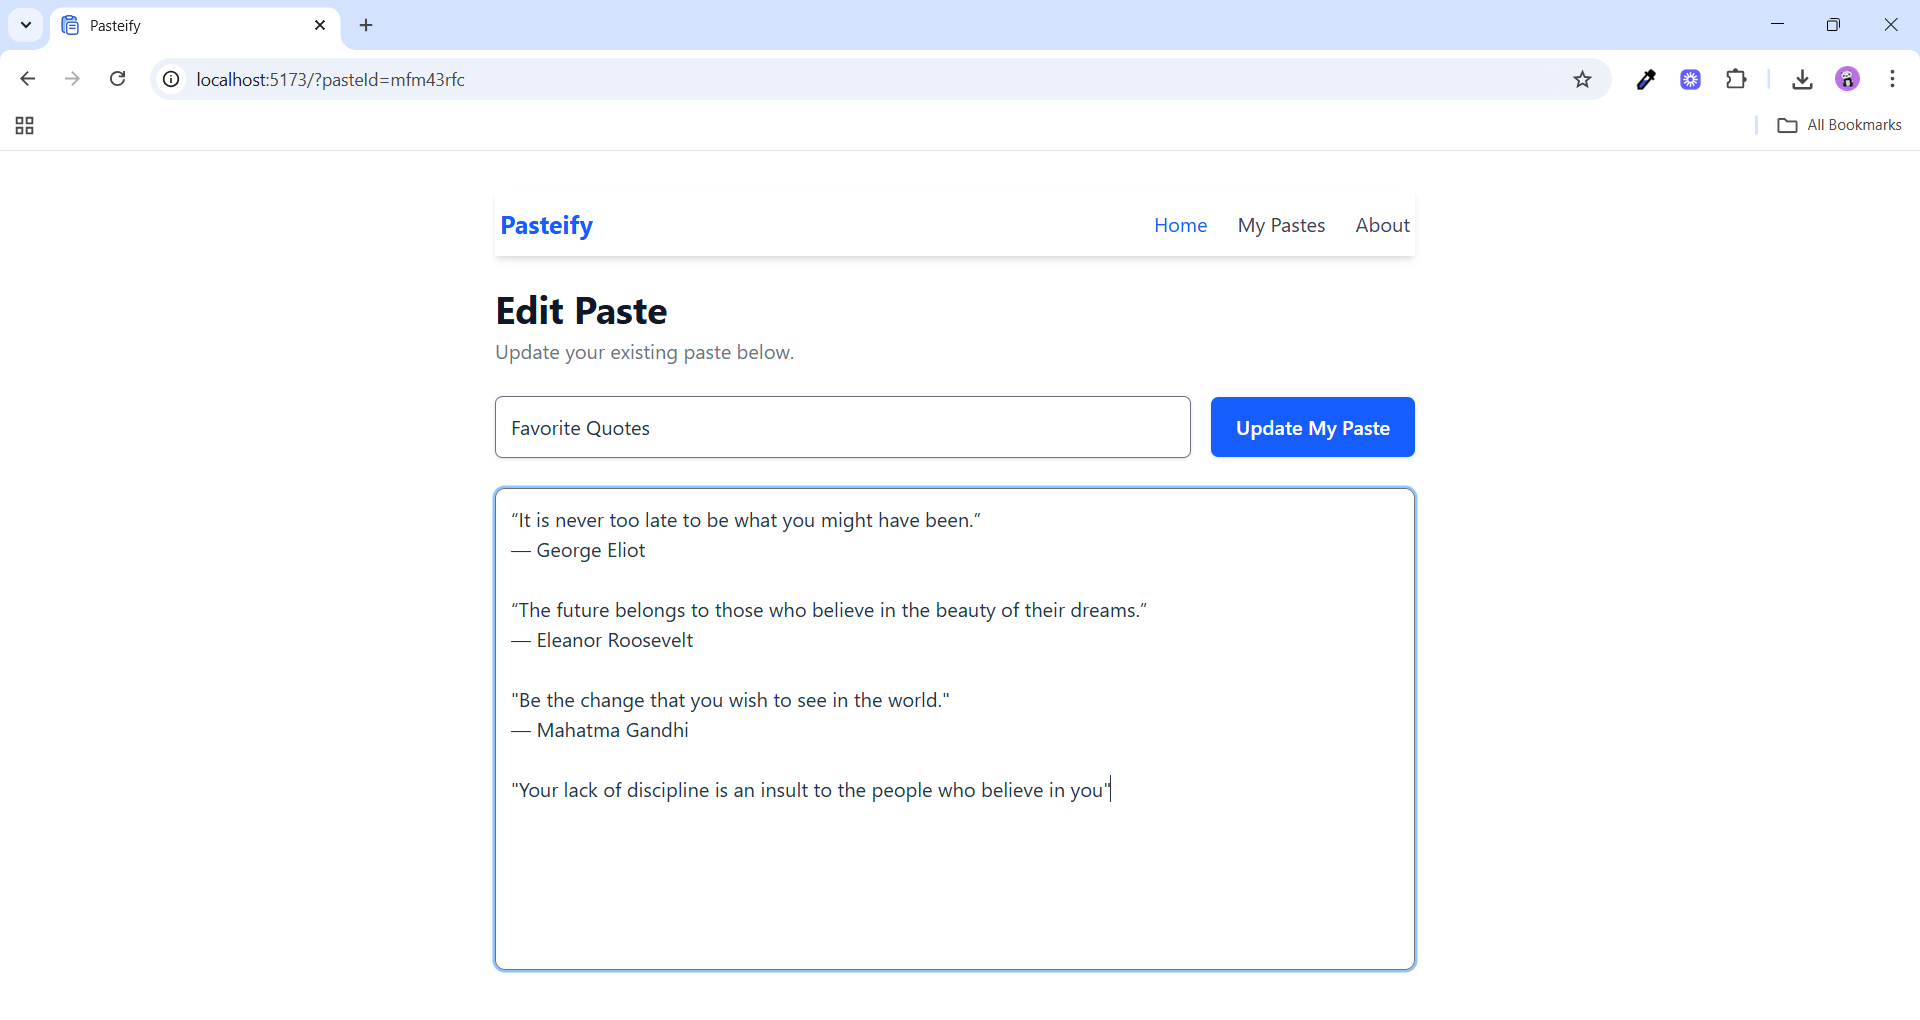 Pasteify
localhost:5173/?pasteId=mfm43rfc
All Bookmarks
Pasteify
Home
My Pastes
About
Edit Paste
Update your existing paste below.
Favorite Quotes
Update My Paste
“It is never too late to be what you might have been.”
— George Eliot
“The future belongs to those who believe in the beauty of their dreams.”
— Eleanor Roosevelt
"Be the change that you wish to see in the world."
— Mahatma Gandhi
"Your lack of discipline is an insult to the people who believe in you"